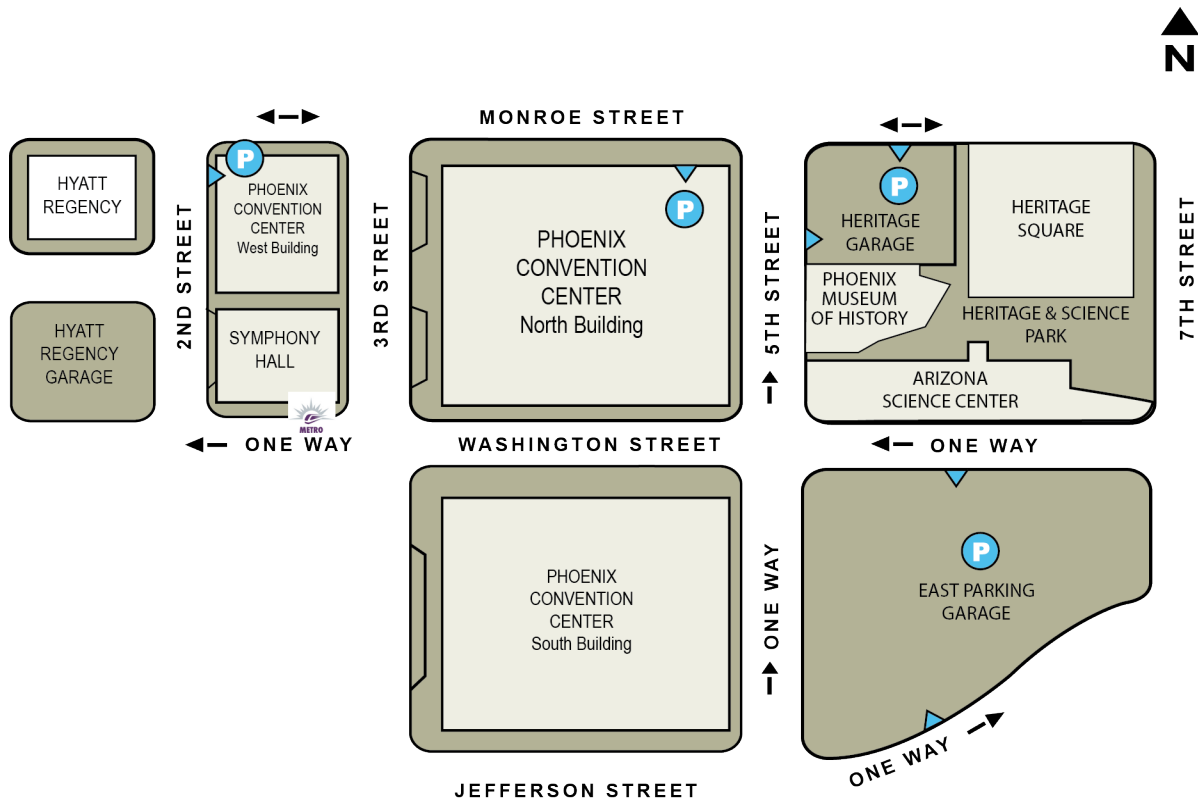 N
MONROE STREET
HYATT
REGENCY
HYATT
REGENCY
GARAGE
2ND STREET
P
PHOENIX
CONVENTION
CENTER
West Building
SYMPHONY
HALL
METRO
3RD STREET
P
PHOENIX
CONVENTION
CENTER
North Building
5TH STREET
P
HERITAGE
GARAGE
HERITAGE
SQUARE
PHOENIX
MUSEUM
OF HISTORY
HERITAGE & SCIENCE
PARK
ARIZONA
SCIENCE CENTER
7TH STREET
ONE WAY
WASHINGTON STREET
ONE WAY
PHOENIX
CONVENTION
CENTER
South Building
ONE WAY
P
EAST PARKING
GARAGE
ONE WAY
JEFFERSON STREET